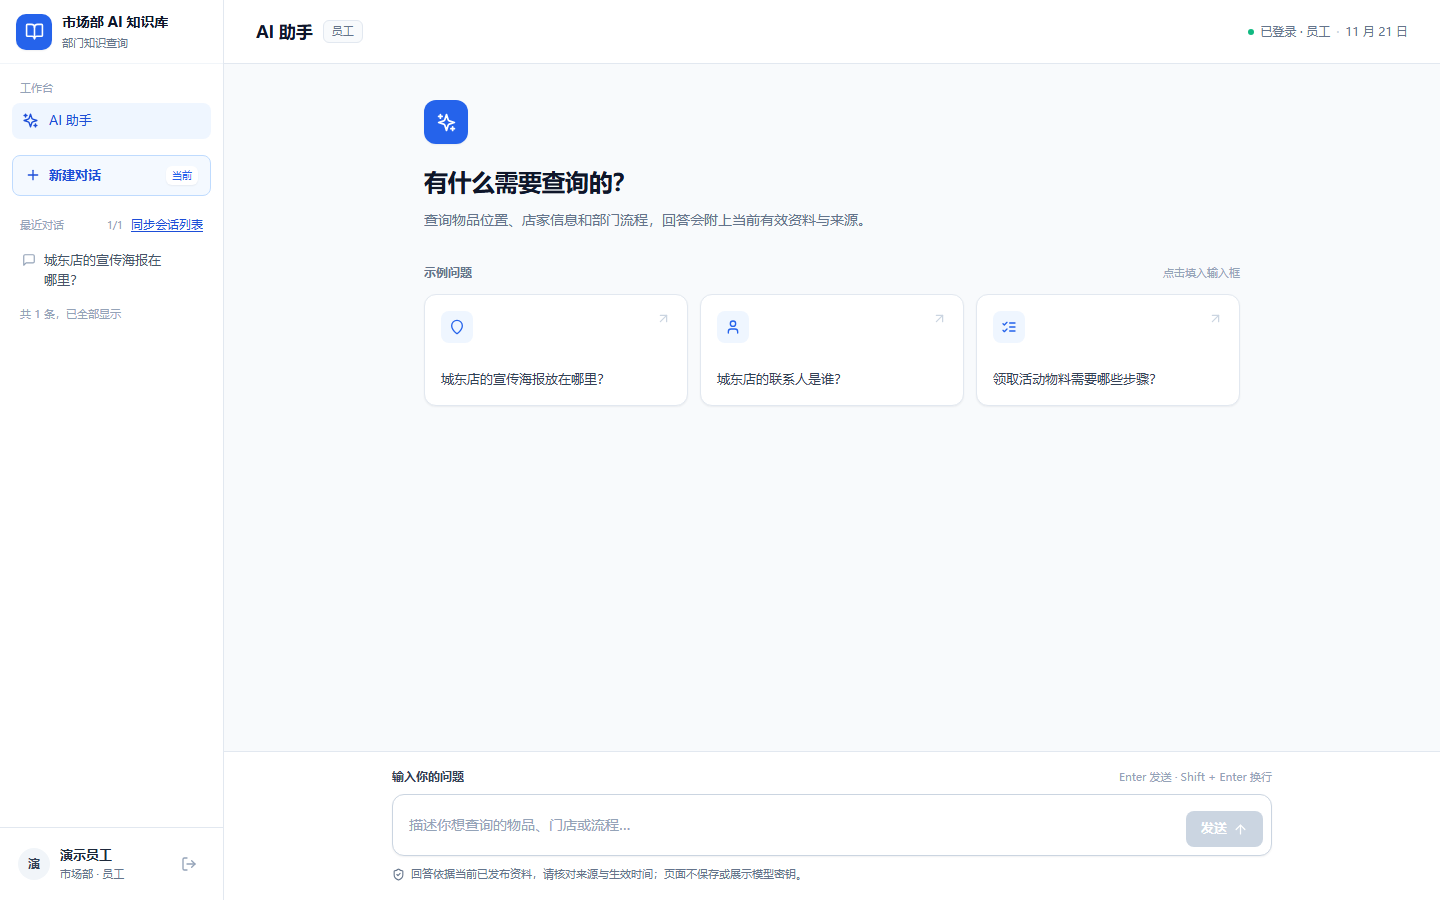 市场部 AI 知识库
部门知识查询
工作台
AI 助手
新建对话
当前
最近对话
1/1
同步会话列表
城东店的宣传海报在
哪里？
共 1 条，已全部显示
演
演示员工
市场部 · 员工
AI 助手
员工
已登录 · 员工 · 11 月 21 日
有什么需要查询的？
查询物品位置、店家信息和部门流程，回答会附上当前有效资料与来源。
示例问题
点击填入输入框
城东店的宣传海报放在哪里？
城东店的联系人是谁？
领取活动物料需要哪些步骤？
输入你的问题
Enter 发送 · Shift + Enter 换行
描述你想查询的物品、门店或流程...
发送
回答依据当前已发布资料，请核对来源与生效时间；页面不保存或展示模型密钥。